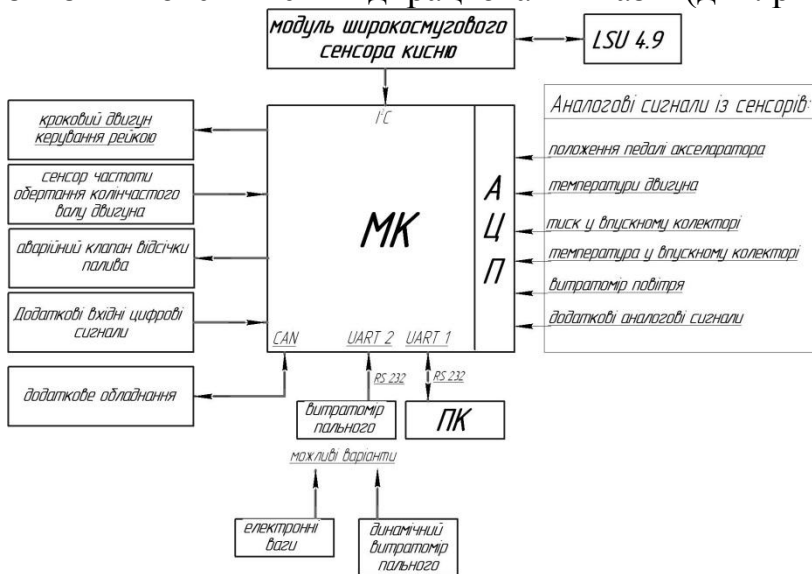 модуль широкосмугового
сенсора кисню
LSU 4.9
I²C
кроковий двигун
керування рейкою
сенсор частоти
обертання колінчастого
валу двигуна
аварійний клапан відсічки
палива
Додаткові вхідні цифрові
сигнали
додаткове обладнання
МК
А
Ц
П
CAN
UART 2
UART 1
Аналогові сигнали із сенсорів:
положення педалі акселаратора
температури двигуна
тиск у впускному колекторі
температура у впускному колекторі
витратомір повітря
додаткові аналогові сигнали
RS 232
RS 232
витратомір
пального
ПК
можливі варіанти
електронні
ваги
динамічний
витратомір
пального